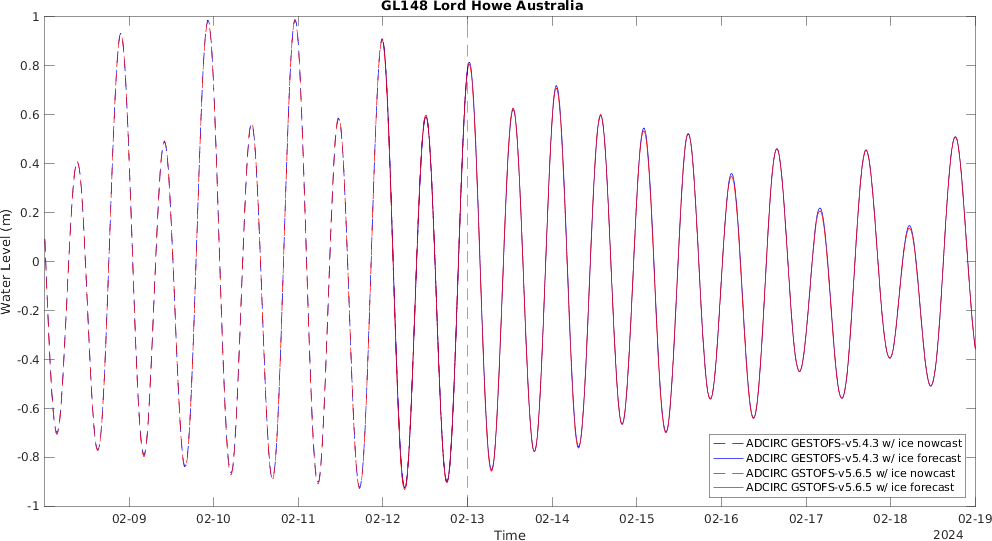 GL148 Lord Howe Australia
Water Level (m)
1
0.8
0.6
0.4
0.2
0
-0.2
-0.4
-0.6
-0.8
-1
ADCIRC GESTOFS-v5.4.3 w/ ice nowcast
ADCIRC GESTOFS-v5.4.3 w/ ice forecast
ADCIRC GSTOFS-v5.6.5 w/ ice nowcast
ADCIRC GSTOFS-v5.6.5 w/ ice forecast
02-09 02-10 02-11 02-12 02-13 02-14 02-15 02-16 02-17 02-18 02-19
Time
2024